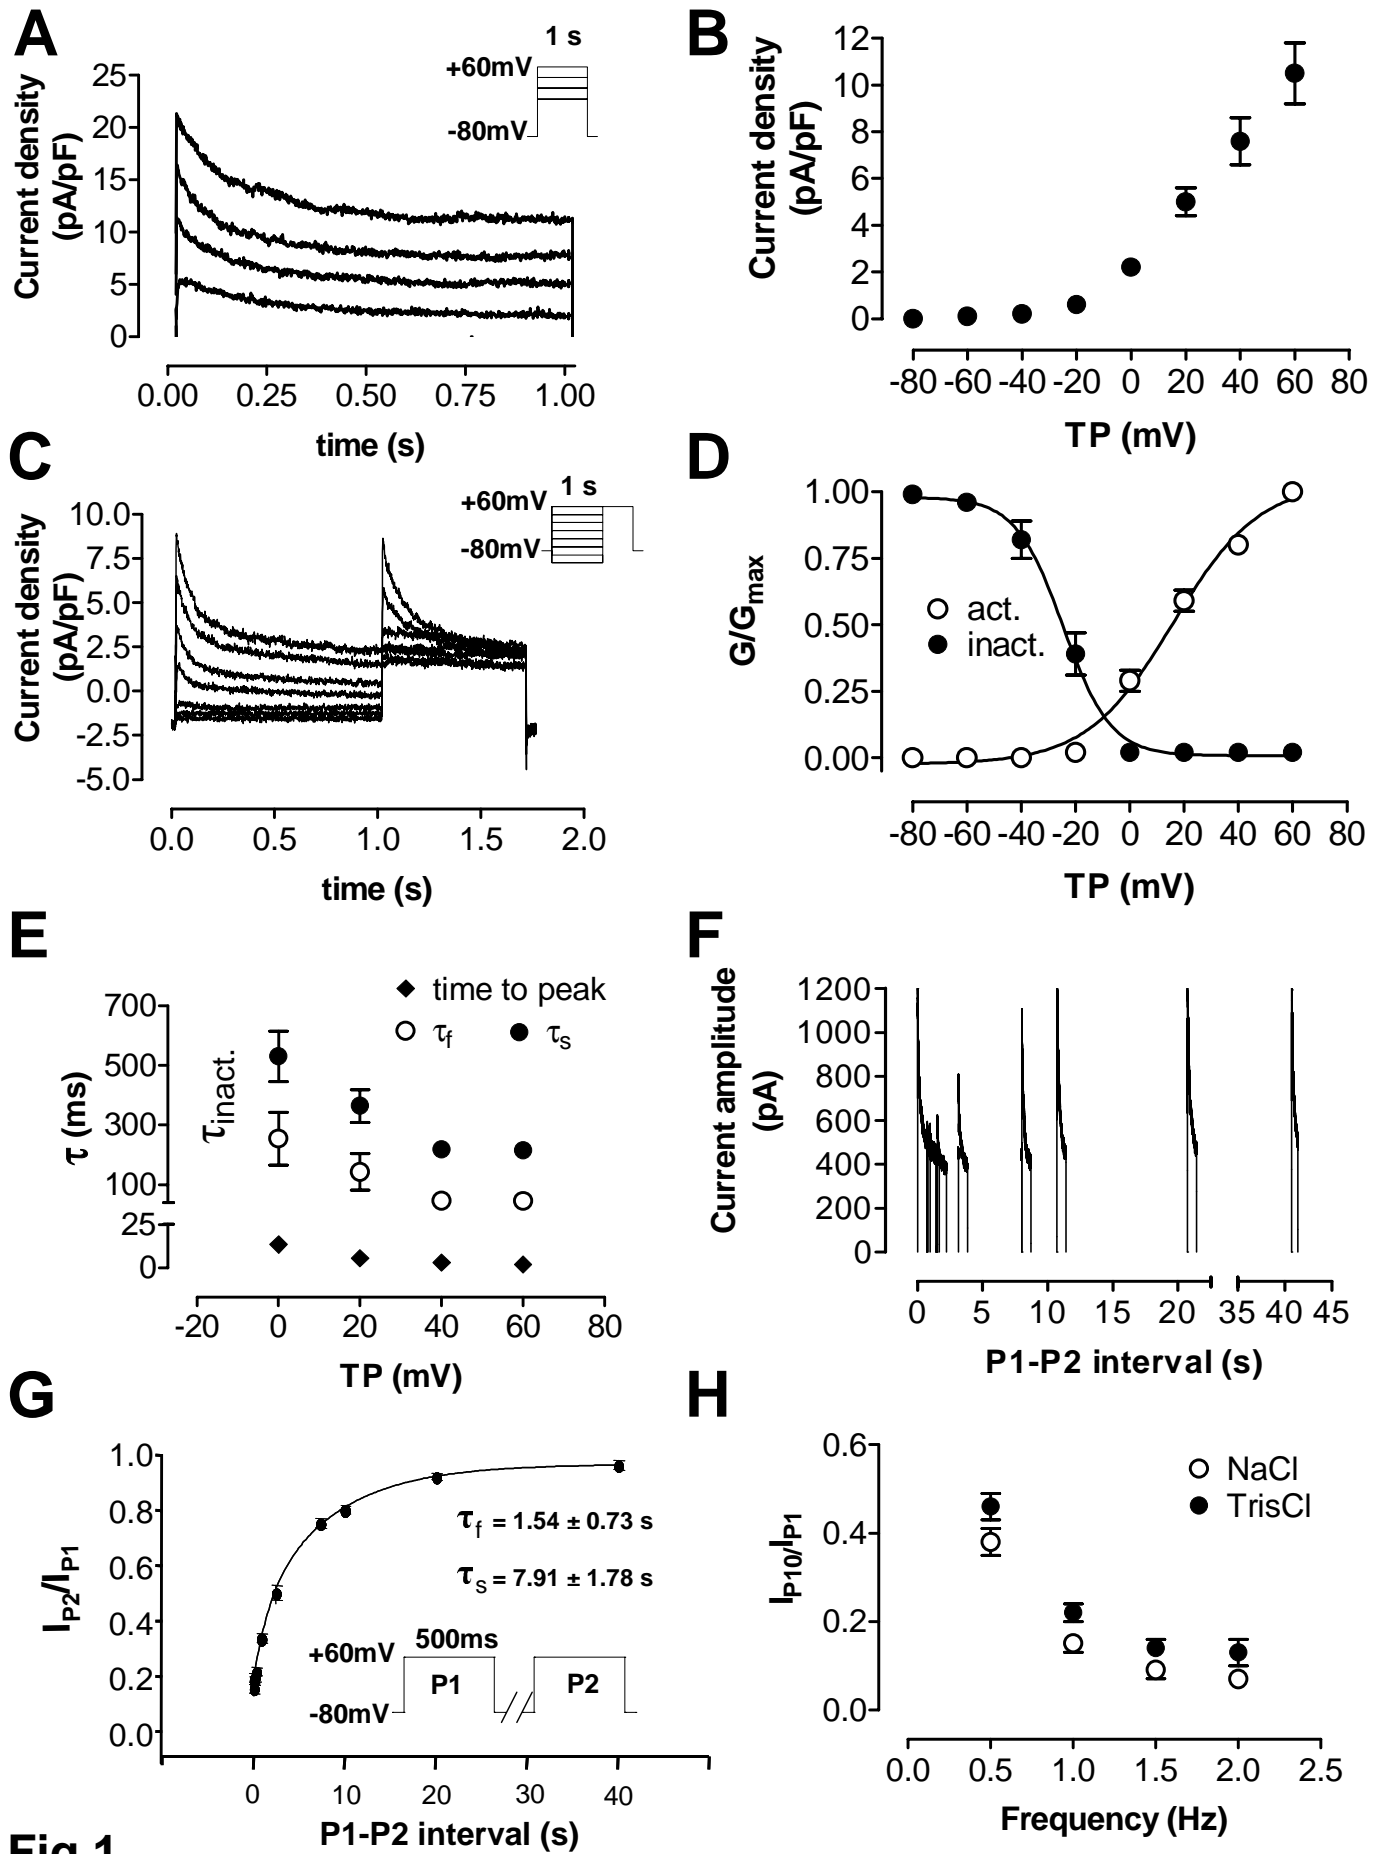 A
1 s
+60mV
-80mV
Current density
(pA/pF)
25
20
15
10
5
0
0.00 0.25 0.50 0.75 1.00
time (s)
B
Current density
(pA/pF)
12
10
8
6
4
2
0
-80 -60 -40 -20 0 20 40 60 80
TP (mV)
C
1 s
+60mV
-80mV
Current density
(pA/pF)
10.0
7.5
5.0
2.5
0.0
-2.5
-5.0
0.0 0.5 1.0 1.5 2.0
time (s)
D
G/Gmax
1.00
0.75
0.50
0.25
0.00
act.
inact.
-80 -60 -40 -20 0 20 40 60 80
TP (mV)
E
time to peak
τf τs
τ (ms)
τinact.
700
500
300
100
25
0
-20 0 20 40 60 80
TP (mV)
F
Current amplitude
(pA)
1200
1000
800
600
400
200
0
0 5 10 15 20 35 40 45
P1-P2 interval (s)
G
IP2/IP1
1.0
0.8
0.6
0.4
0.2
0.0
τf = 1.54 ± 0.73 s
τs = 7.91 ± 1.78 s
500ms
+60mV
P1 P2
-80mV
0 10 20 30 40
P1-P2 interval (s)
H
IP10/IP1
0.6
0.4
0.2
0.0
NaCl
TrisCl
0.0 0.5 1.0 1.5 2.0 2.5
Frequency (Hz)
Fig 1